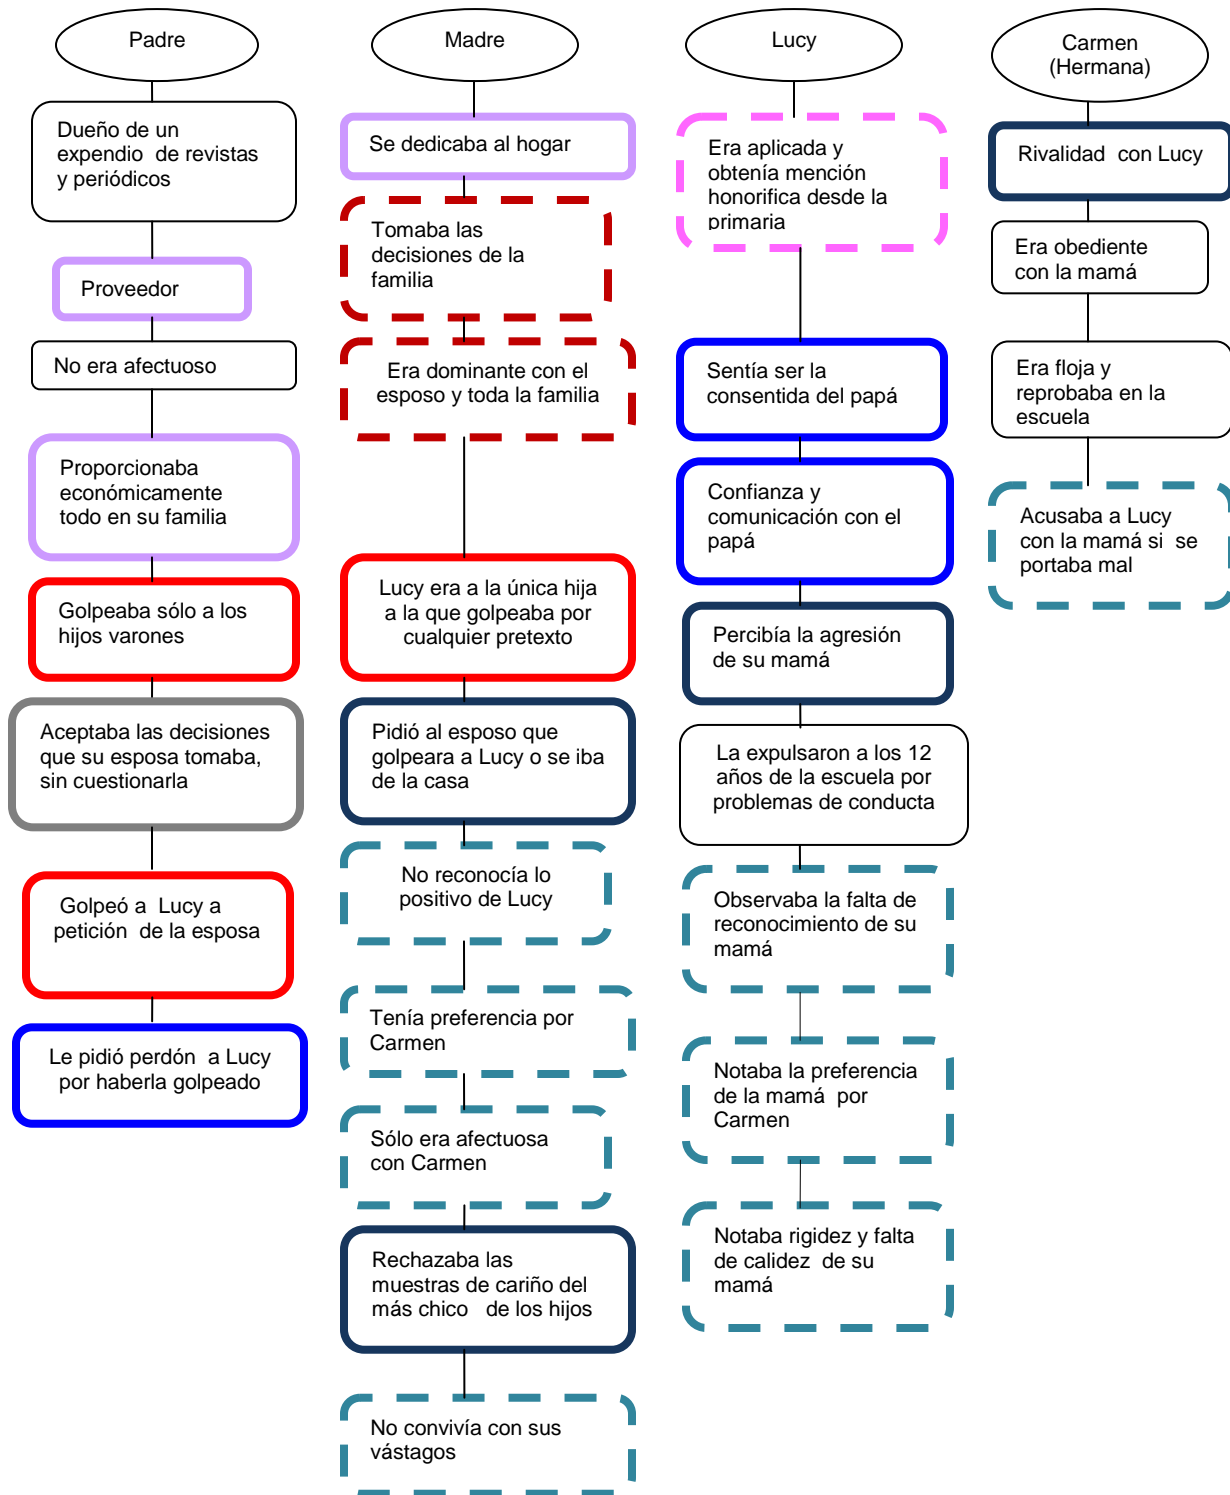 Padre
Dueño de un
expendio de revistas
y periódicos
Proveedor
No era afectuoso
Proporcionaba
económicamente
todo en su familia
Golpeaba sólo a los
hijos varones
Aceptaba las decisiones
que su esposa tomaba,
sin cuestionarla
Golpeó a Lucy a
petición de la esposa
Le pidió perdón a Lucy
por haberla golpeado
Madre
Se dedicaba al hogar
Tomaba las
decisiones de la
familia
Era dominante con el
esposo y toda la familia
Lucy era a la única hija
a la que golpeaba por
cualquier pretexto
Pidió al esposo que
golpeara a Lucy o se iba
de la casa
No reconocía lo
positivo de Lucy
Tenía preferencia por
Carmen
Sólo era afectuosa
con Carmen
Rechazaba las
muestras de cariño del
más chico de los hijos
No convivía con sus
vástagos
Lucy
Era aplicada y
obtenía mención
honorifica desde la
primaria
Sentía ser la
consentida del papá
Confianza y
comunicación con el
papá
Percibía la agresión
de su mamá
La expulsaron a los 12
años de la escuela por
problemas de conducta
Observaba la falta de
reconocimiento de su
mamá
Notaba la preferencia
de la mamá por
Carmen
Notaba rigidez y falta
de calidez de su
mamá
Carmen
(Hermana)
Rivalidad con Lucy
Era obediente
con la mamá
Era floja y
reprobaba en la
escuela
Acusaba a Lucy
con la mamá si se
portaba mal